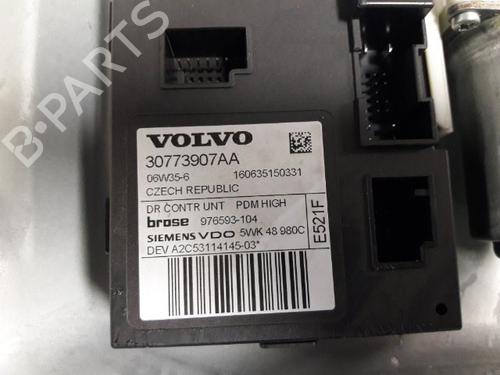 VOLVO
30773907AA
06W35-6 160635150331
CZECH REPUBLIC
DR CONTR UNT PDM HIGH
brose 976593-104
SIEMENS VDO 5WK 48 980C
DEV A2C53114145-03*
E521F
B-PARTS